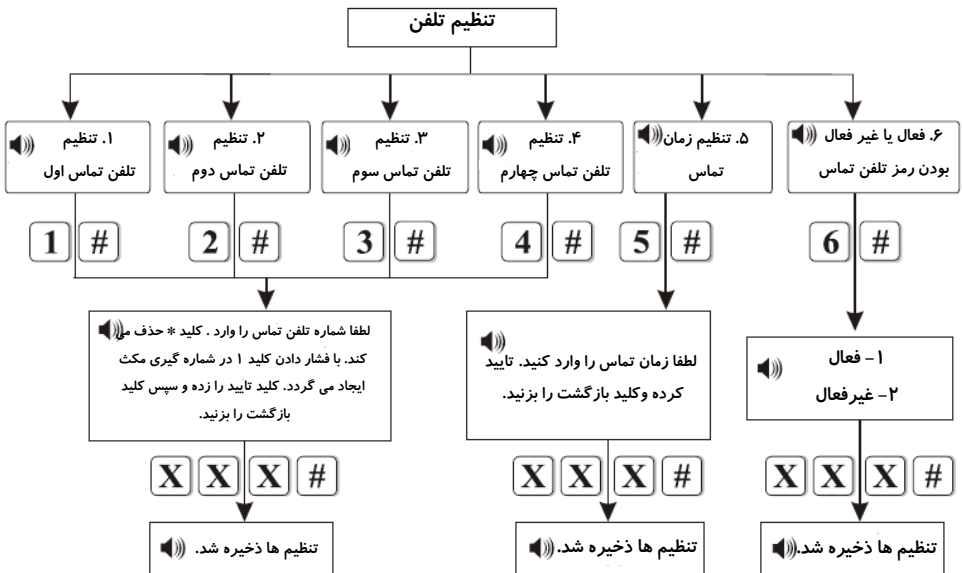 تنظیم تلفن
۱. تنظیم
تلفن تماس اول
۲. تنظیم
تلفن تماس دوم
۳. تنظیم
تلفن تماس سوم
۴. تنظیم
تلفن تماس چهارم
۵. تنظیم زمان
تماس
۶. فعال یا غیر فعال
بودن رمز تلفن تماس
1 #
2 #
3 #
4 #
5 #
6 #
لطفا شماره تلفن تماس را وارد . کلید * حذف می
کند. با فشار دادن کلید ۱ در شماره گیری مکث
ایجاد می گردد. کلید تایید را زده و سپس کلید
بازگشت را بزنید.
لطفا زمان تماس را وارد کنید. تایید
کرده وکلید بازگشت را بزنید.
۱- فعال
۲- غیرفعال
X X X #
X X X #
X X X #
تنظیم ها ذخیره شد.
تنظیم ها ذخیره شد.
تنظیم ها ذخیره شد.